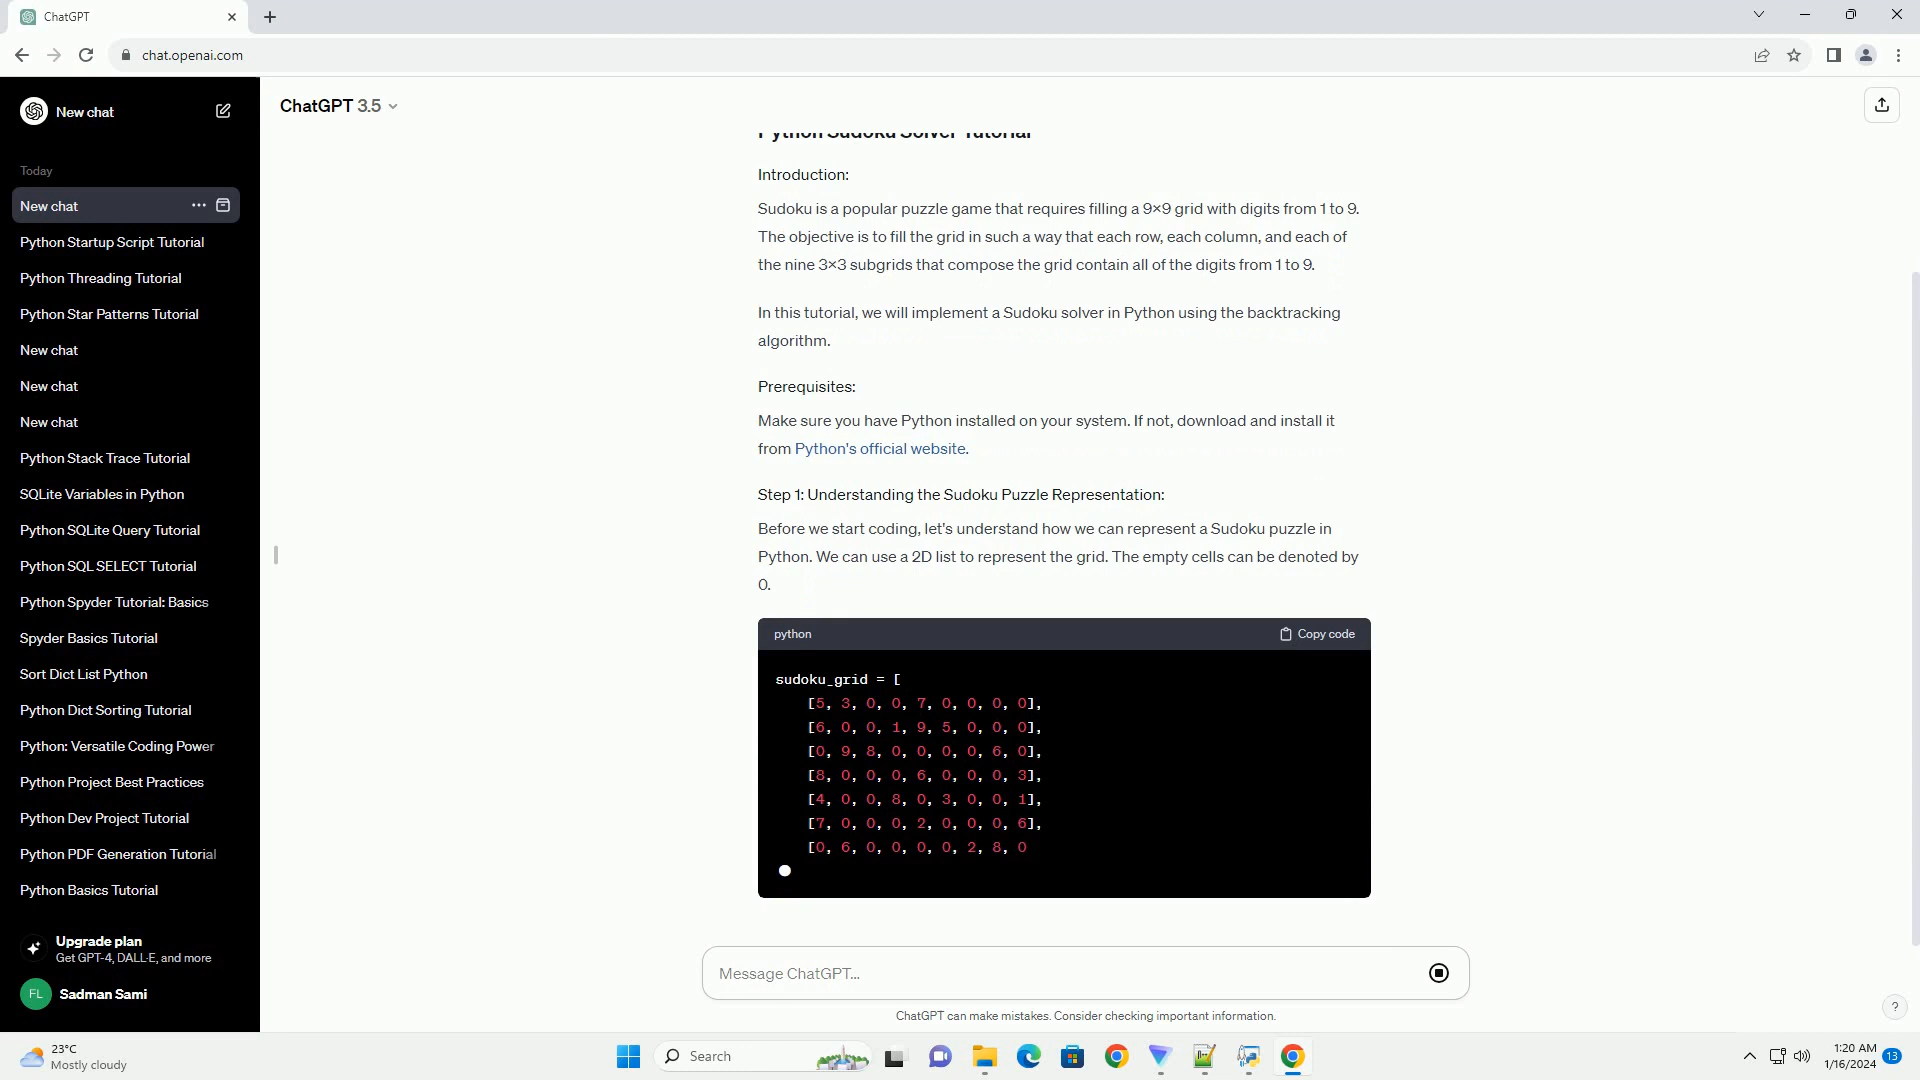 ChatGPT
chat.openai.com
New chat
Today
New chat
Python Startup Script Tutorial
Python Threading Tutorial
Python Star Patterns Tutorial
New chat
New chat
New chat
Python Stack Trace Tutorial
SQLite Variables in Python
Python SQLite Query Tutorial
Python SQL SELECT Tutorial
Python Spyder Tutorial: Basics
Spyder Basics Tutorial
Sort Dict List Python
Python Dict Sorting Tutorial
Python: Versatile Coding Power
Python Project Best Practices
Python Dev Project Tutorial
Python PDF Generation Tutorial
Python Basics Tutorial
Upgrade plan
Get GPT-4, DALL·E, and more
FL
Sadman Sami
ChatGPT 3.5
Python Sudoku Solver Tutorial
Introduction:
Sudoku is a popular puzzle game that requires filling a 9×9 grid with digits from 1 to 9.
The objective is to fill the grid in such a way that each row, each column, and each of
the nine 3×3 subgrids that compose the grid contain all of the digits from 1 to 9.
In this tutorial, we will implement a Sudoku solver in Python using the backtracking
algorithm.
Prerequisites:
Make sure you have Python installed on your system. If not, download and install it
from Python's official website.
Step 1: Understanding the Sudoku Puzzle Representation:
Before we start coding, let's understand how we can represent a Sudoku puzzle in
Python. We can use a 2D list to represent the grid. The empty cells can be denoted by
0.
python
Copy code
sudoku_grid = [
[5, 3, 0, 0, 7, 0, 0, 0, 0],
[6, 0, 0, 1, 9, 5, 0, 0, 0],
[0, 9, 8, 0, 0, 0, 0, 6, 0],
[8, 0, 0, 0, 6, 0, 0, 0, 3],
[4, 0, 0, 8, 0, 3, 0, 0, 1],
[7, 0, 0, 0, 2, 0, 0, 0, 6],
[0, 6, 0, 0, 0, 0, 2, 8, 0
Message ChatGPT...
ChatGPT can make mistakes. Consider checking important information.
?
23°C
Mostly cloudy
Search
1:20 AM
1/16/2024
13